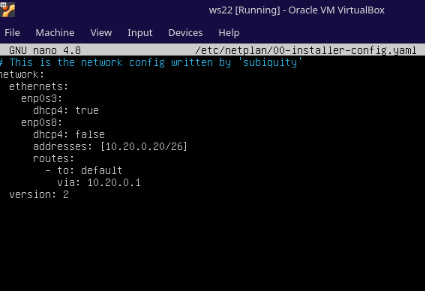 ws22 [Running] - Oracle VM VirtualBox
File Machine View Input Devices Help
GNU nano 4.8 /etc/netplan/00-installer-config.yaml
# This is the network config written by 'subiquity'
network:
  ethernets:
    enp0s3:
      dhcp4: true
    enp0s8:
      dhcp4: false
      addresses: [10.20.0.20/26]
      routes:
        - to: default
          via: 10.20.0.1
  version: 2